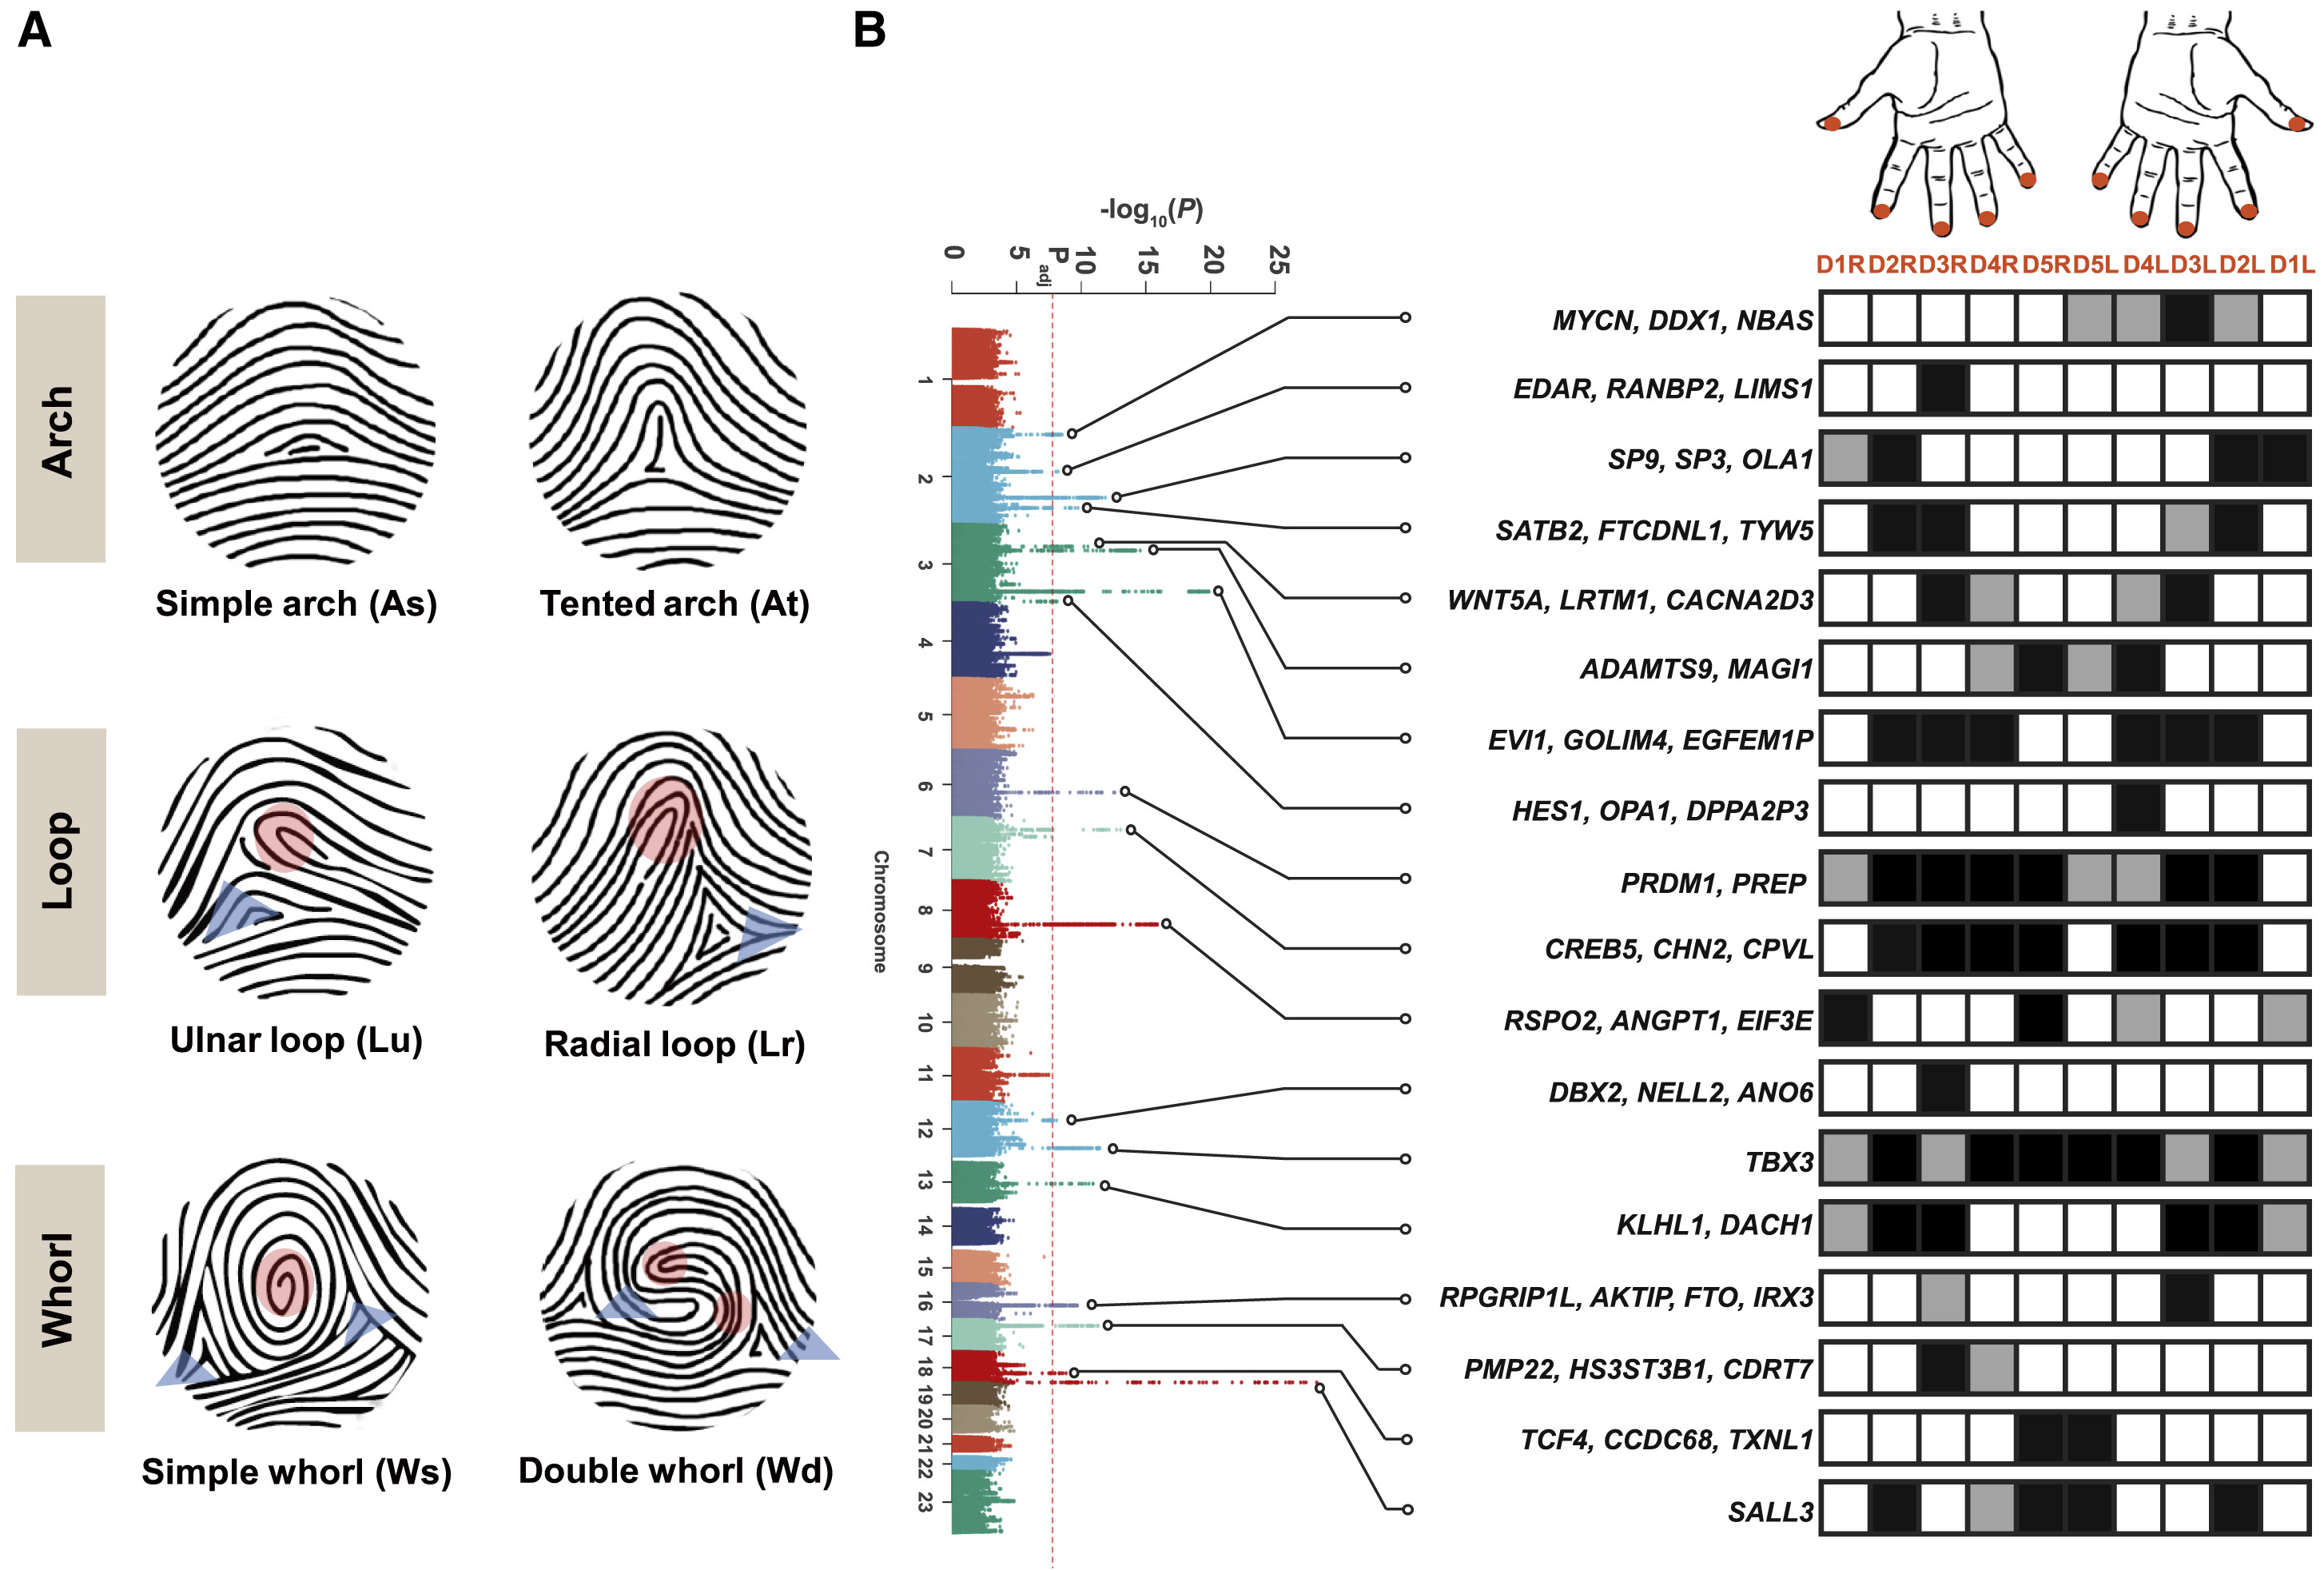 A
Arch
Simple arch (As)
Tented arch (At)
Loop
Ulnar loop (Lu)
Radial loop (Lr)
Whorl
Simple whorl (Ws)
Double whorl (Wd)
B
-log10(P)
0 5 Padj 10 15 20 25
Chromosome
1
2
3
4
5
6
7
8
9
10
11
12
13
14
15
16
17
18
19
20
21
22
23
D1R D2R D3R D4R D5R D5L D4L D3L D2L D1L
MYCN, DDX1, NBAS
EDAR, RANBP2, LIMS1
SP9, SP3, OLA1
SATB2, FTCDNL1, TYW5
WNT5A, LRTM1, CACNA2D3
ADAMTS9, MAGI1
EVI1, GOLIM4, EGFEM1P
HES1, OPA1, DPPA2P3
PRDM1, PREP
CREB5, CHN2, CPVL
RSPO2, ANGPT1, EIF3E
DBX2, NELL2, ANO6
TBX3
KLHL1, DACH1
RPGRIP1L, AKTIP, FTO, IRX3
PMP22, HS3ST3B1, CDRT7
TCF4, CCDC68, TXNL1
SALL3